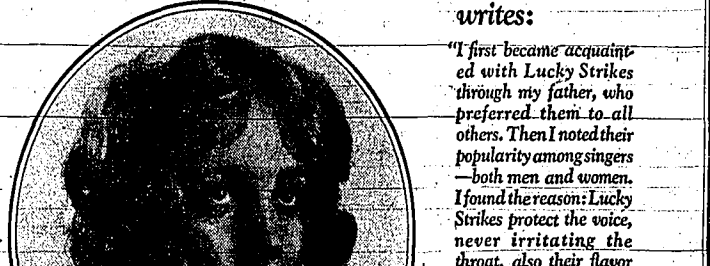 writes:
“I first became acquaint-
ed with Lucky Strikes
through my father, who
preferred them to all
others. Then I noted their
popularity among singers
—both men and women.
I found the reason: Lucky
Strikes protect the voice,
never irritating the
throat, also their flavor